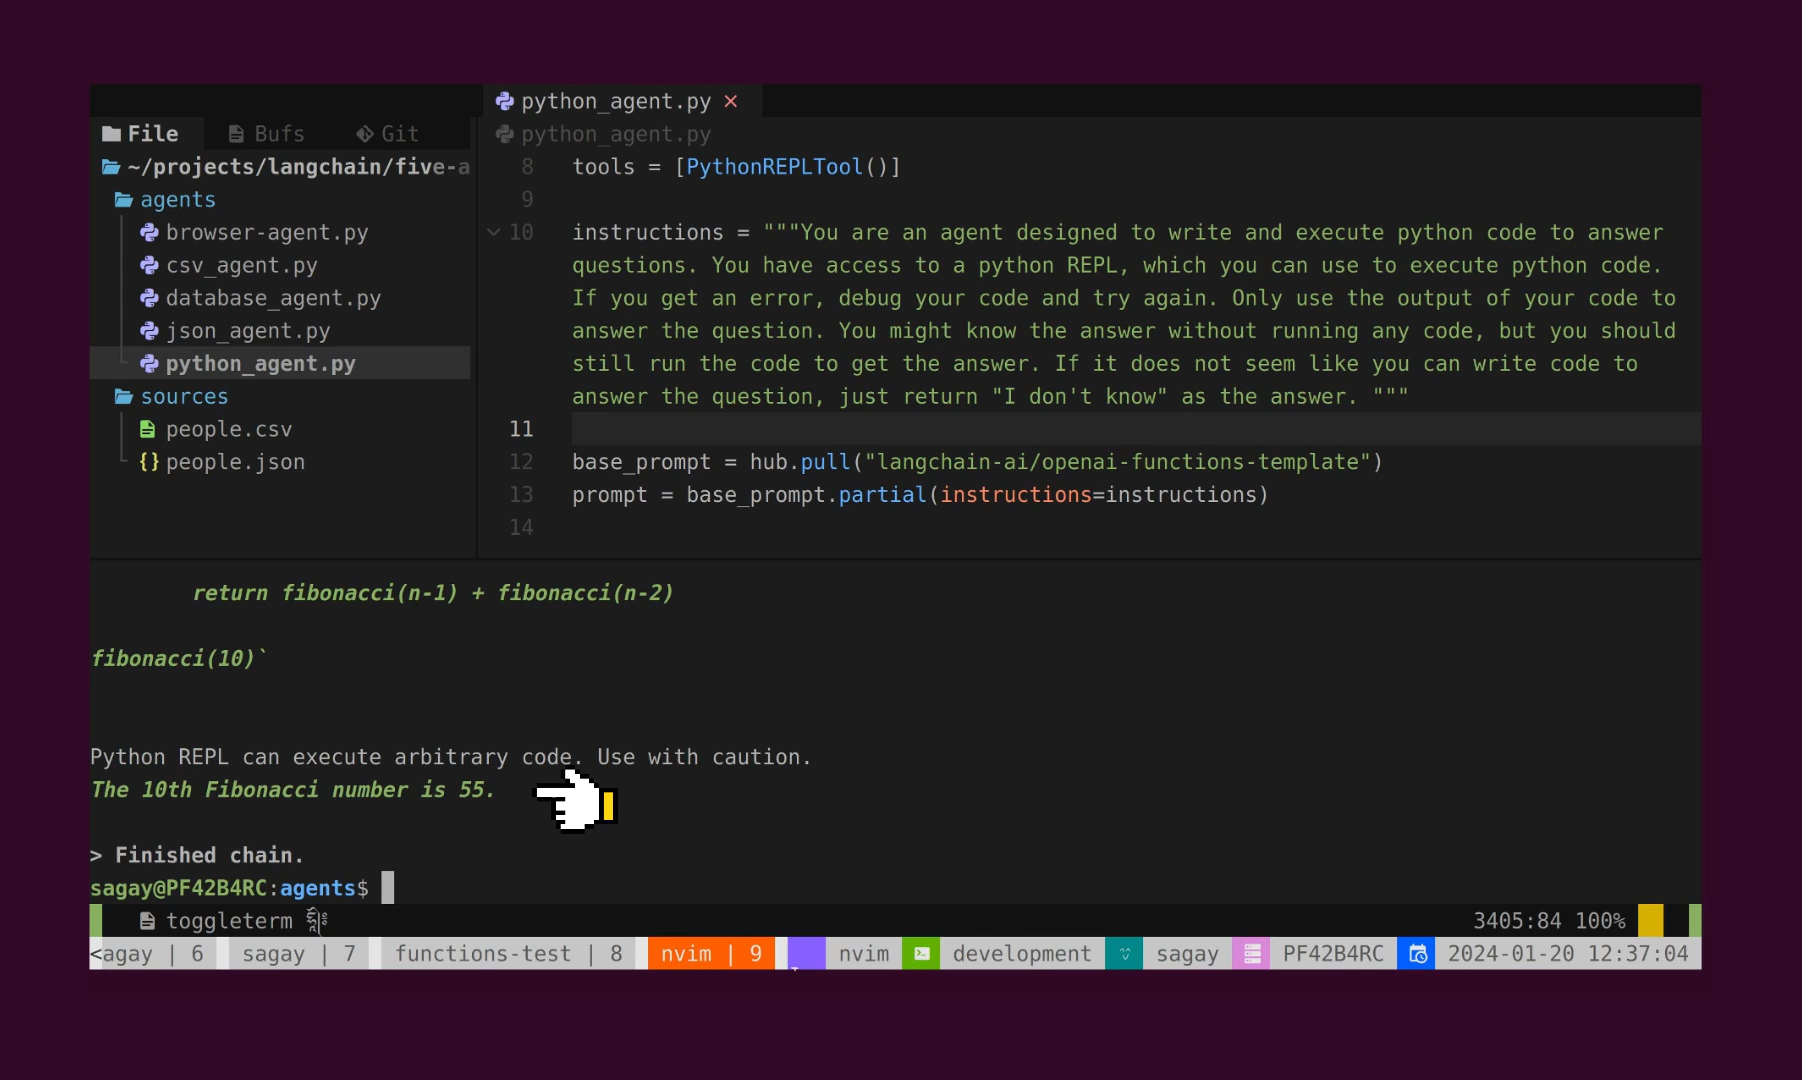 python_agent.py ×
File Bufs Git
python_agent.py
~/projects/langchain/five-a
agents
browser-agent.py
csv_agent.py
database_agent.py
json_agent.py
python_agent.py
sources
people.csv
{} people.json
8 tools = [PythonREPLTool()]
9
10 instructions = """You are an agent designed to write and execute python code to answer
questions. You have access to a python REPL, which you can use to execute python code.
If you get an error, debug your code and try again. Only use the output of your code to
answer the question. You might know the answer without running any code, but you should
still run the code to get the answer. If it does not seem like you can write code to
answer the question, just return "I don't know" as the answer. """
11
12 base_prompt = hub.pull("langchain-ai/openai-functions-template")
13 prompt = base_prompt.partial(instructions=instructions)
14
return fibonacci(n-1) + fibonacci(n-2)
fibonacci(10)`
Python REPL can execute arbitrary code. Use with caution.
The 10th Fibonacci number is 55.
> Finished chain.
sagay@PF42B4RC:agents$
toggleterm 3405:84 100%
<agay | 6 sagay | 7 functions-test | 8 nvim | 9 nvim development sagay PF42B4RC 2024-01-20 12:37:04